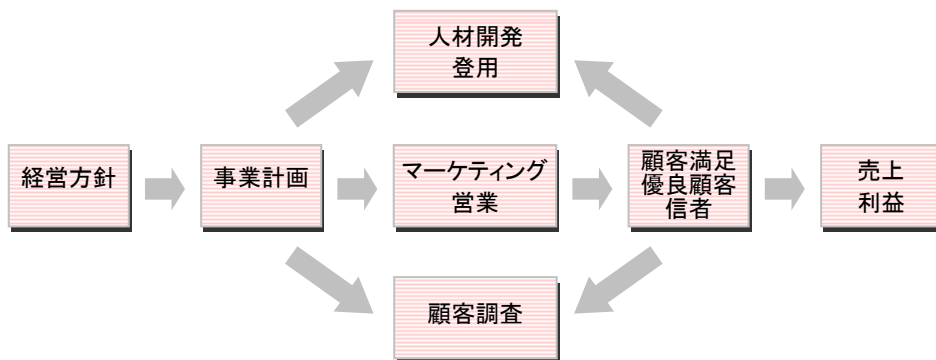 人材開発
登用
経営方針
事業計画
マーケティング
営業
顧客満足
優良顧客
信者
売上
利益
顧客調査